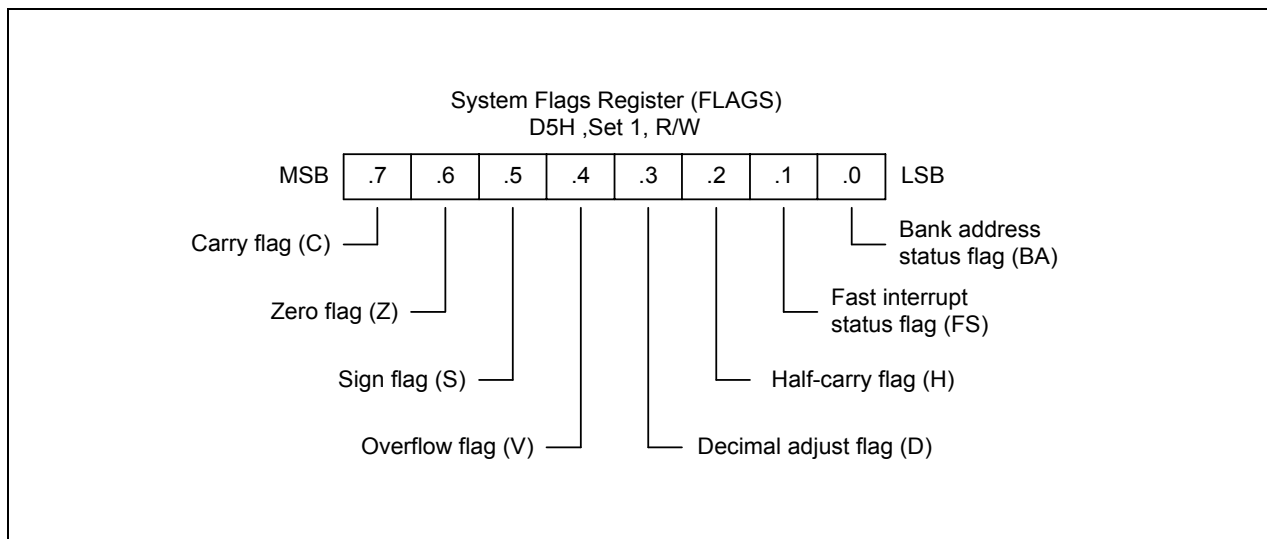 System Flags Register (FLAGS)
D5H ,Set 1, R/W
MSB .7 .6 .5 .4 .3 .2 .1 .0 LSB
Carry flag (C)
Bank address
status flag (BA)
Zero flag (Z)
Fast interrupt
status flag (FS)
Sign flag (S)
Half-carry flag (H)
Overflow flag (V)
Decimal adjust flag (D)